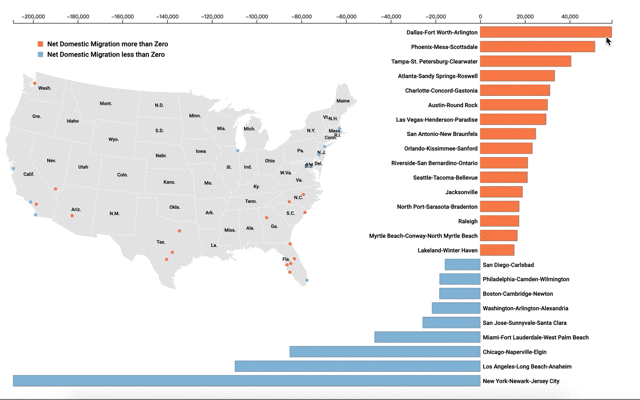 −200,000 −180,000 −160,000 −140,000 −120,000 −100,000 −80,000 −60,000 −40,000 −20,000 0 20,000 40,000
Net Domestic Migration more than Zero
Net Domestic Migration less than Zero
Dallas-Fort Worth-Arlington
Phoenix-Mesa-Scottsdale
Tampa-St. Petersburg-Clearwater
Atlanta-Sandy Springs-Roswell
Charlotte-Concord-Gastonia
Austin-Round Rock
Las Vegas-Henderson-Paradise
San Antonio-New Braunfels
Orlando-Kissimmee-Sanford
Riverside-San Bernardino-Ontario
Seattle-Tacoma-Bellevue
Jacksonville
North Port-Sarasota-Bradenton
Raleigh
Myrtle Beach-Conway-North Myrtle Beach
Lakeland-Winter Haven
San Diego-Carlsbad
Philadelphia-Camden-Wilmington
Boston-Cambridge-Newton
Washington-Arlington-Alexandria
San Jose-Sunnyvale-Santa Clara
Miami-Fort Lauderdale-West Palm Beach
Chicago-Naperville-Elgin
Los Angeles-Long Beach-Anaheim
New York-Newark-Jersey City
Wash.
Mont.
N.D.
Minn.
Maine
Ore.
Idaho
S.D.
Wis.
Mich.
N.Y.
Vt.
N.H.
Mass.
R.I.
Conn.
Wyo.
Nebr.
Iowa
Ill.
Ind.
Ohio
Pa.
N.J.
Del.
Calif.
Nev.
Utah
Colo.
Kans.
Mo.
Ky.
W.Va.
Va.
Ariz.
N.M.
Okla.
Ark.
Tenn.
N.C.
S.C.
Tex.
La.
Miss.
Ala.
Ga.
Fla.